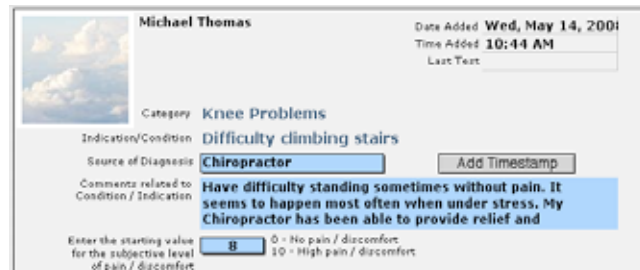 Michael Thomas
Date Added Wed, May 14, 200
Time Added 10:44 AM
Last Test
Category Knee Problems
Indication/Condition Difficulty climbing stairs
Source of Diagnosis Chiropractor Add Timestamp
Comments related to
Condition / Indication
Have difficulty standing sometimes without pain. It
seems to happen most often when under stress. My
Chiropractor has been able to provide relief and
Enter the starting value
for the subjective level
of pain / discomfort
8
0 - No pain / discomfort
10 - High pain / discomfort